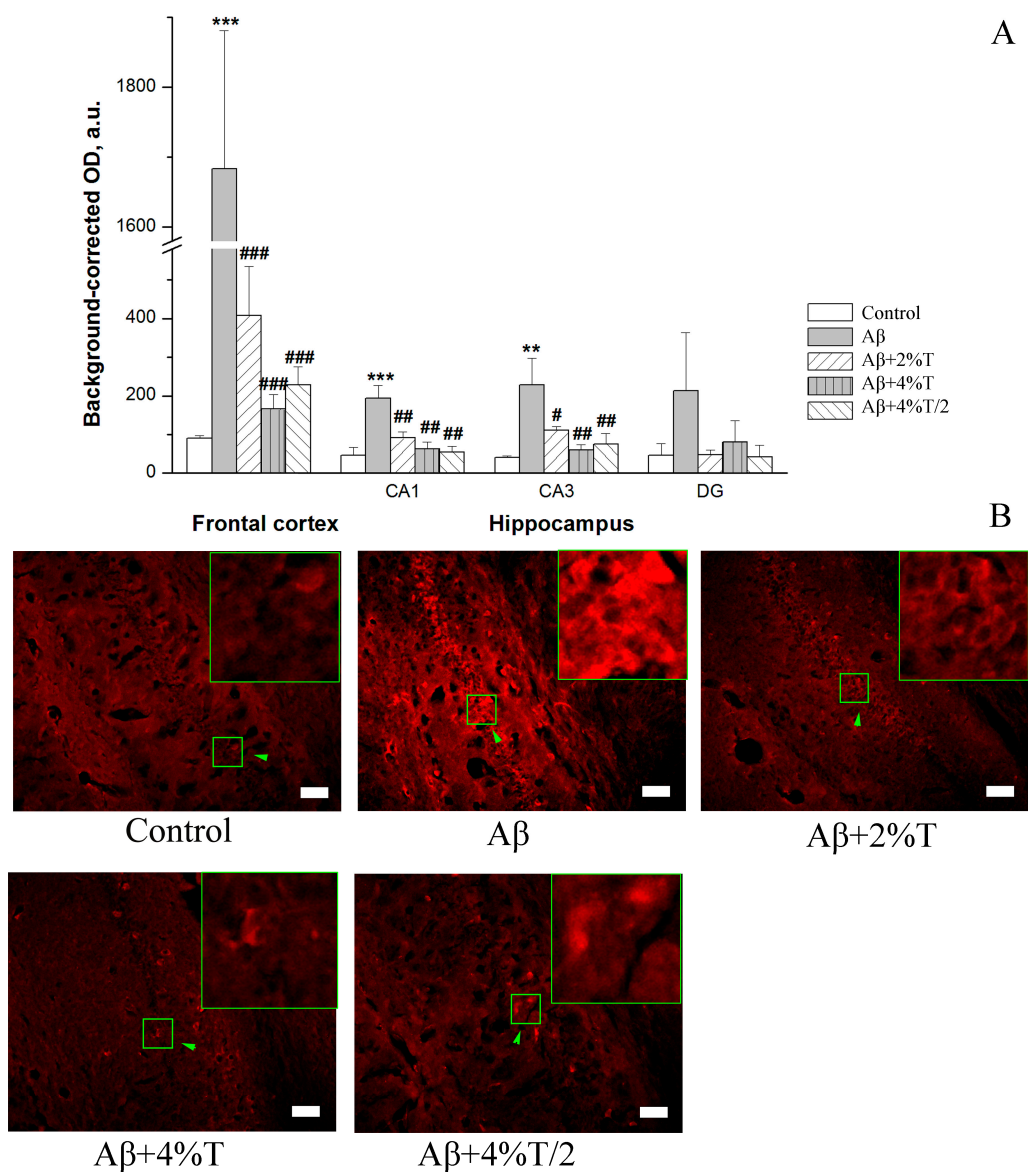 A
Background-corrected OD, a.u.
1800
1600
400
200
0
***
###
###
###
***
##
##
##
**
#
##
##
CA1
CA3
DG
Frontal cortex
Hippocampus
Control
Aβ
Aβ+2%T
Aβ+4%T
Aβ+4%T/2
B
Control
Aβ
Aβ+2%T
Aβ+4%T
Aβ+4%T/2